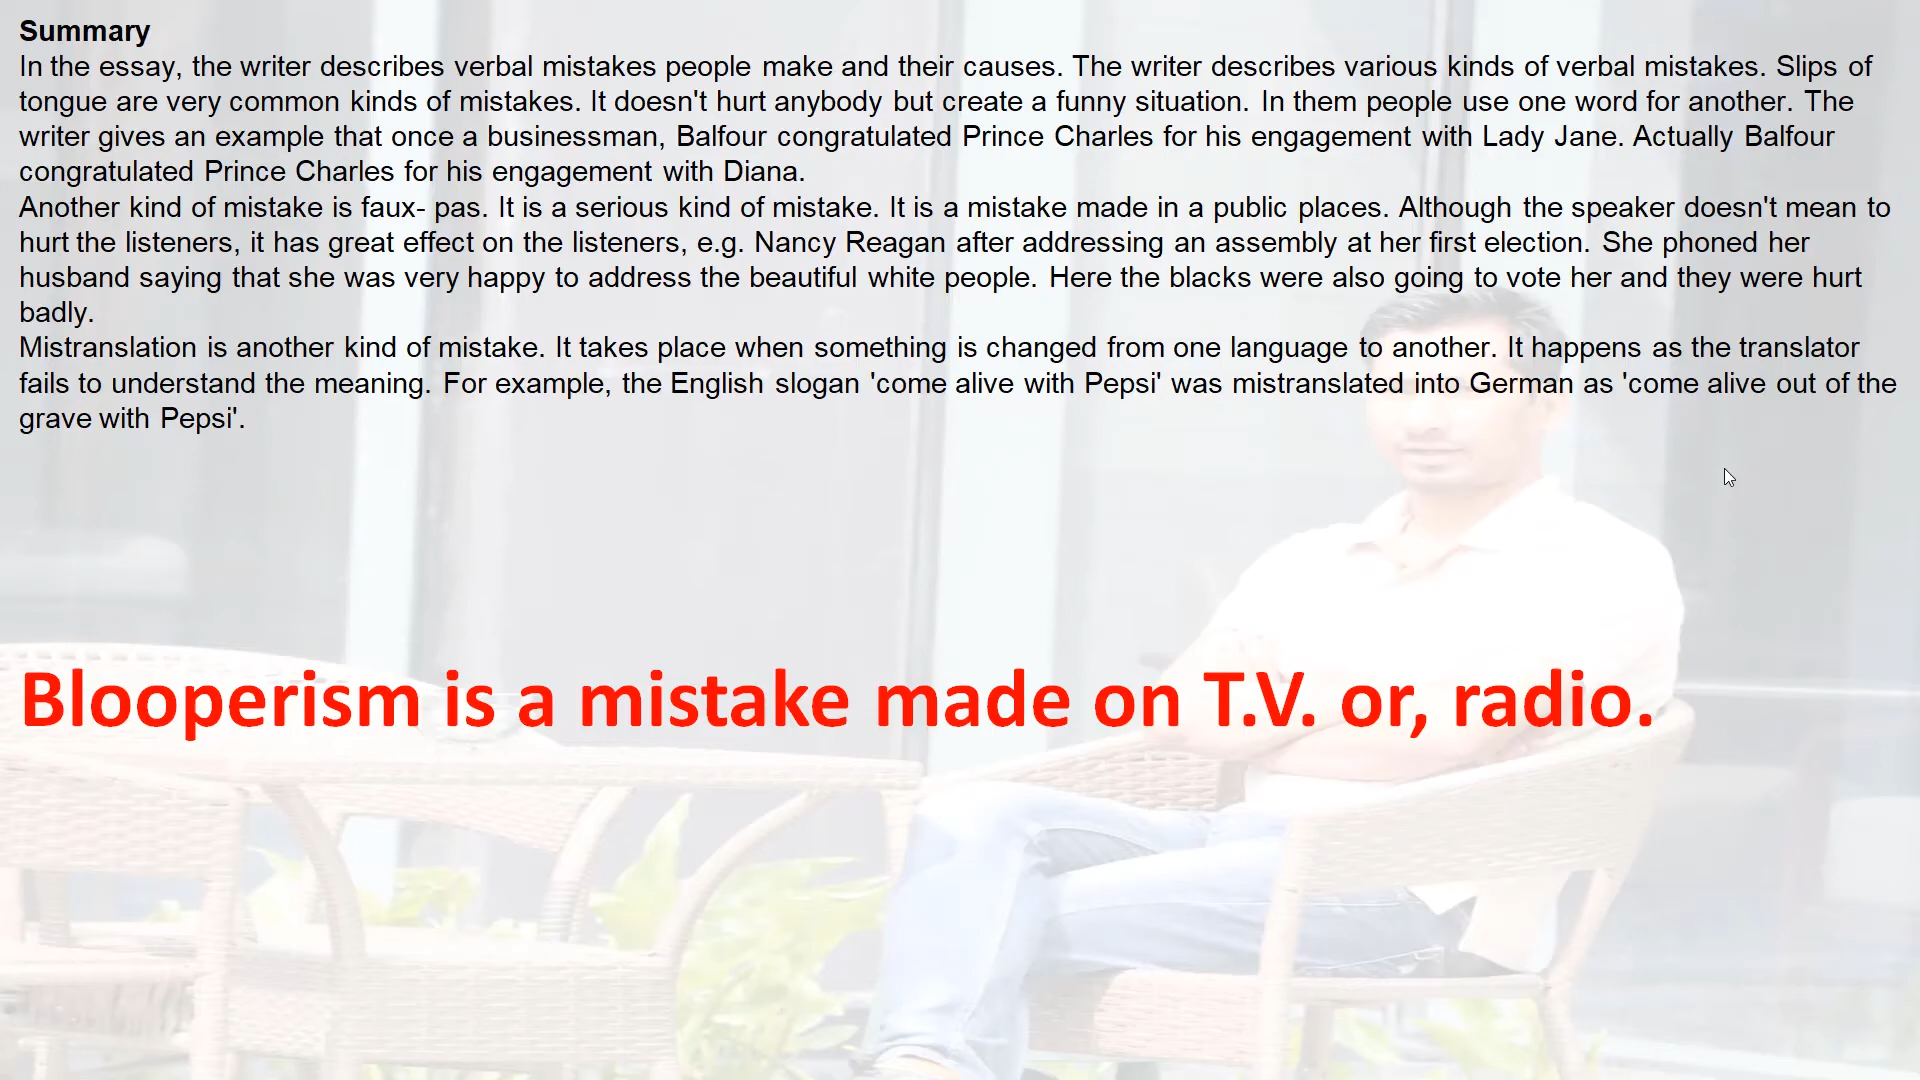 Summary
In the essay, the writer describes verbal mistakes people make and their causes. The writer describes various kinds of verbal mistakes. Slips of
tongue are very common kinds of mistakes. It doesn't hurt anybody but create a funny situation. In them people use one word for another. The
writer gives an example that once a businessman, Balfour congratulated Prince Charles for his engagement with Lady Jane. Actually Balfour
congratulated Prince Charles for his engagement with Diana.
Another kind of mistake is faux- pas. It is a serious kind of mistake. It is a mistake made in a public places. Although the speaker doesn't mean to
hurt the listeners, it has great effect on the listeners, e.g. Nancy Reagan after addressing an assembly at her first election. She phoned her
husband saying that she was very happy to address the beautiful white people. Here the blacks were also going to vote her and they were hurt
badly.
Mistranslation is another kind of mistake. It takes place when something is changed from one language to another. It happens as the translator
fails to understand the meaning. For example, the English slogan 'come alive with Pepsi' was mistranslated into German as 'come alive out of the
grave with Pepsi'.
Blooperism is a mistake made on T.V. or, radio.